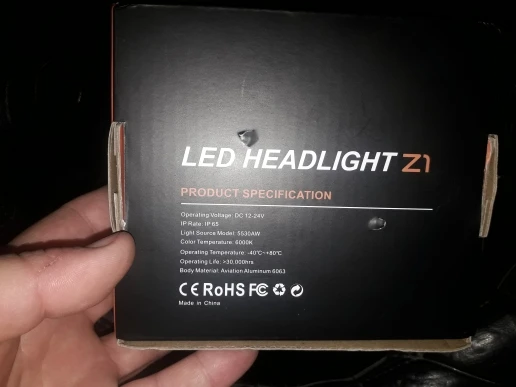 LED HEADLIGHT Z1
PRODUCT SPECIFICATION
Operating Voltage: DC 12-24V
IP Rate: IP 65
Light Source Model: 5530AW
Color Temperature: 6000K
Operating Temperature: -40℃~+80℃
Operating Life: >30,000hrs
Body Material: Aviation Aluminum 6063
CE RoHS FC
Made in China